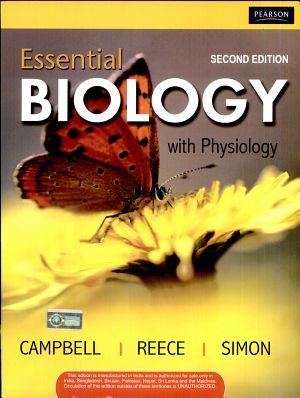 PEARSON
Essential
SECOND EDITION
BIOLOGY
with Physiology
CAMPBELL | REECE | SIMON
This edition is manufactured in India and is authorized for sale only in
India, Bangladesh, Bhutan, Pakistan, Nepal, Sri Lanka and the Maldives.
Circulation of this edition outside of these territories is UNAUTHORIZED.